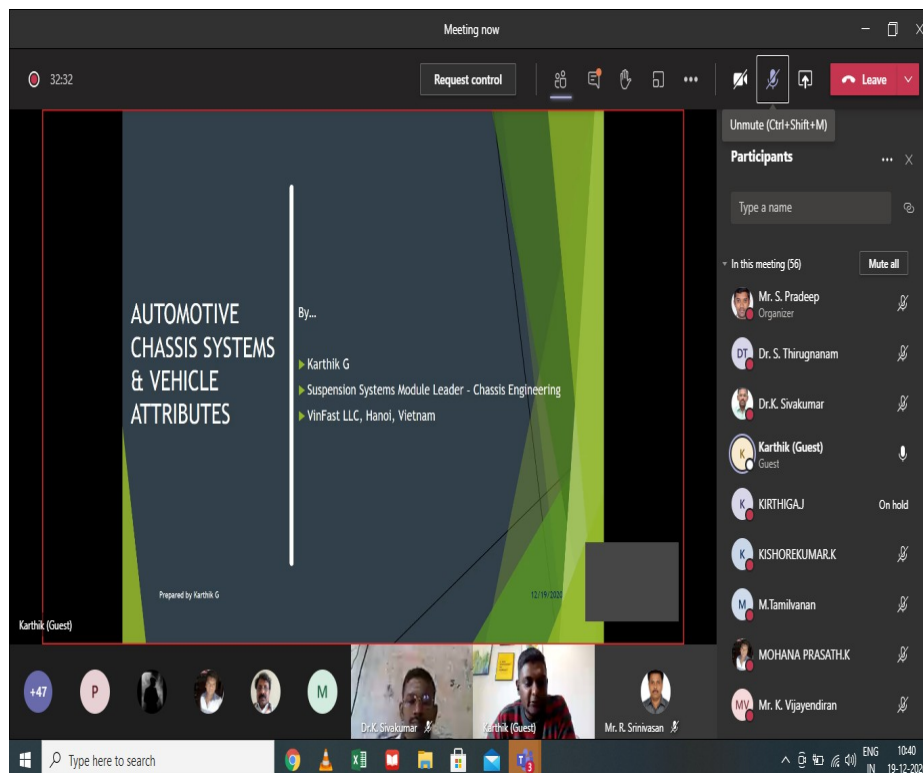 Meeting now
32:32
Request control
Leave
Unmute (Ctrl+Shift+M)
Participants
Type a name
In this meeting (56)
Mute all
Mr. S. Pradeep
Organizer
DT
Dr. S. Thirugnanam
Dr.K. Sivakumar
K
Karthik (Guest)
Guest
K
KIRTHIGA.J
On hold
K
KISHOREKUMAR.K
M
M.Tamilvanan
MOHANA PRASATH.K
MV
Mr. K. Vijayendiran
AUTOMOTIVE
CHASSIS SYSTEMS
& VEHICLE
ATTRIBUTES
By...
Karthik G
Suspension Systems Module Leader - Chassis Engineering
VinFast LLC, Hanoi, Vietnam
Prepared by Karthik G
12/19/2020
Karthik (Guest)
+47
P
M
Dr.K. Sivakumar
Karthik (Guest)
Mr. R. Srinivasan
Type here to search
3
ENG
IN
10:40